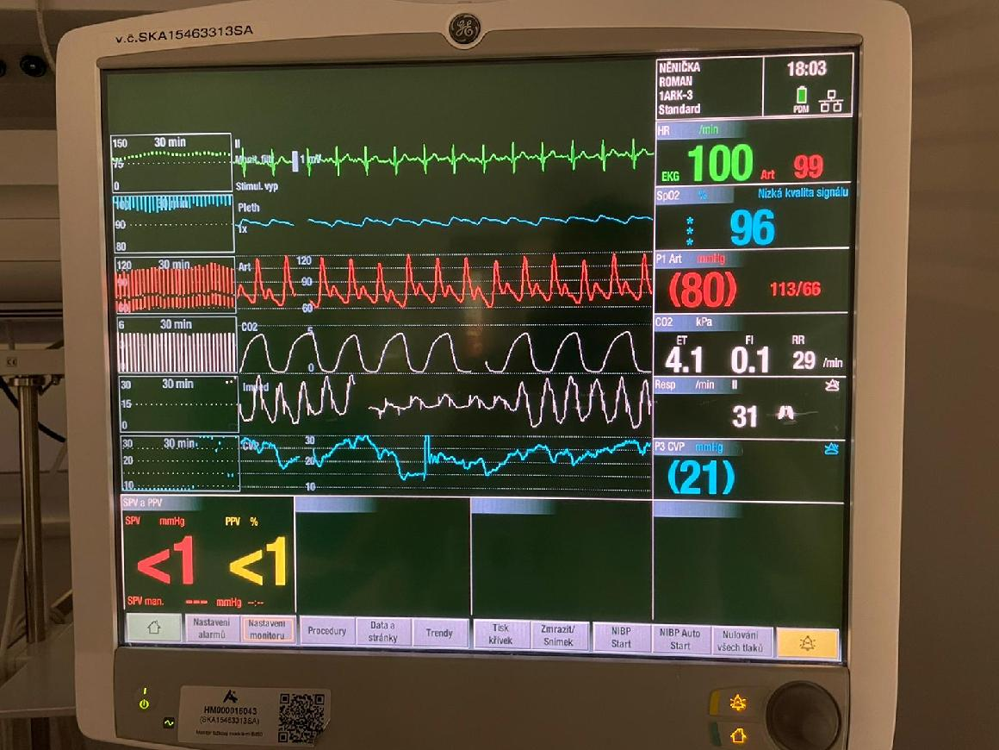 v.č.SKA15463313SA
NĚNIČKA
ROMAN
1ARK-3
Standard
18:03
PDM
150
75
0
30 min
II
1 mV
Stimul. vyp
HR /min
EKG 100 Art 99
100
30 min
90
80
Pleth
1x
SpO2 % Nízká kvalita signálu
***
96
120
90
60
30 min
Art
120
90
60
P1 Art mmHg
(80) 113/66
6
0
30 min
CO2
5
0
CO2 kPa
ET FI RR
4.1 0.1 29 /min
30
15
0
30 min
Imped
Resp /min II
31
30
20
10
30 min
CVP
30
20
10
P3 CVP mmHg
(21)
SPV a PPV
SPV mmHg PPV %
<1 <1
SPV man. --- mmHg --:--
Nastavení
alarmů
Nastavení
monitoru
Procedury
Data a
stránky
Trendy
Tisk
křivek
Zmrazit/
Snímek
NIBP
Start
NIBP Auto
Start
Nulování
všech tlaků
HM000016043
(SKA15463313SA)